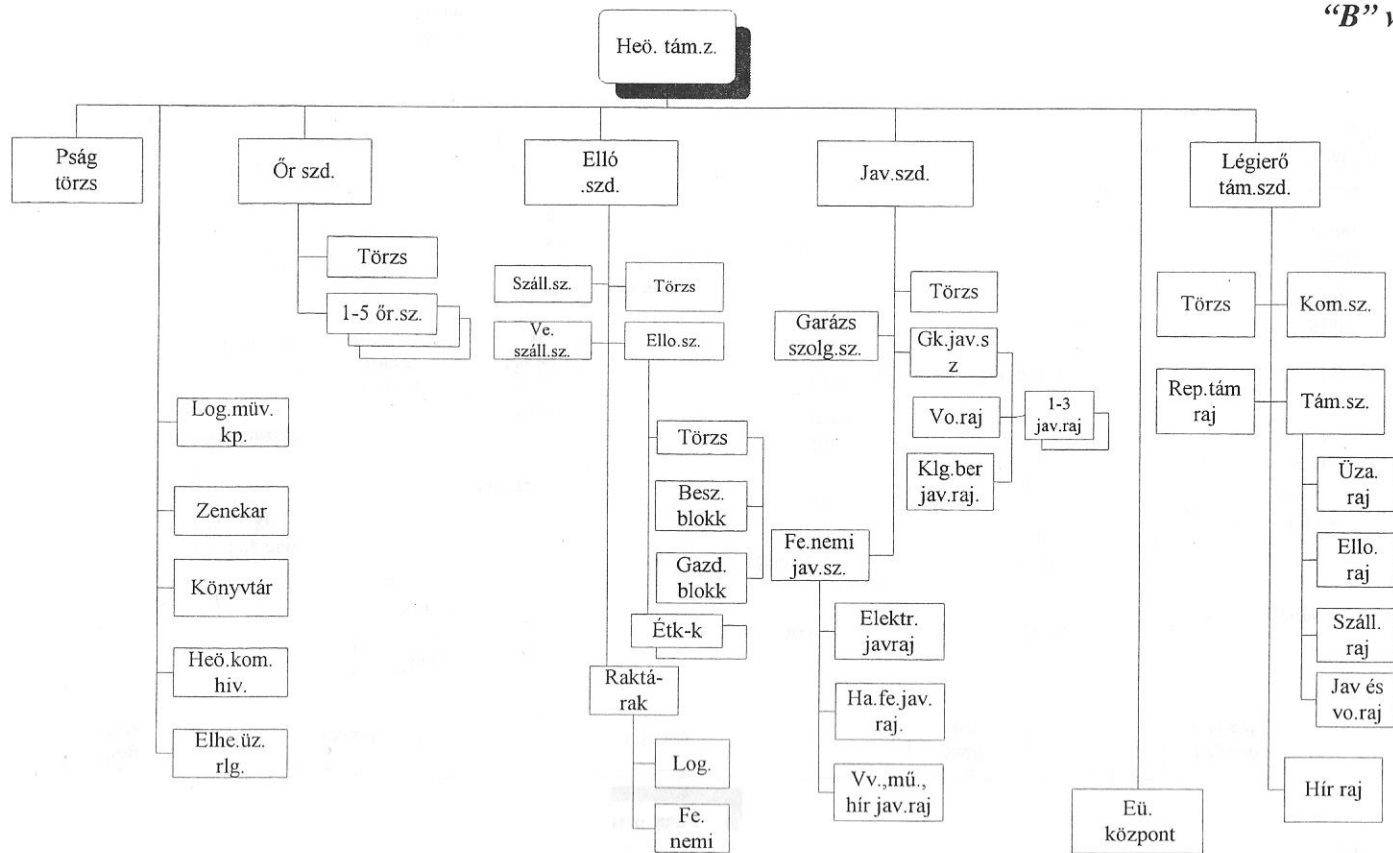 “B” v
Heö. tám.z.
Pság
törzs
Őr szd.
Elló
.szd.
Jav.szd.
Légierő
tám.szd.
Törzs
1-5 őr.sz.
Száll.sz.
Törzs
Ve.
száll.sz.
Ello.sz.
Törzs
Garázs
szolg.sz.
Gk.jav.s
z
Törzs
Kom.sz.
Rep.tám
raj
Tám.sz.
Log.müv.
kp.
Zenekar
Könyvtár
Heö.kom.
hiv.
Elhe.üz.
rlg.
Törzs
Besz.
blokk
Gazd.
blokk
Étk-k
Raktá-
rak
Log.
Fe.
nemi
Vo.raj
1-3
jav.raj
Klg.ber
jav.raj.
Fe.nemi
jav.sz.
Elektr.
javraj
Ha.fe.jav.
raj.
Vv.,mű.,
hír jav.raj
Üza.
raj
Ello.
raj
Száll.
raj
Jav és
vo.raj
Hír raj
Eü.
központ